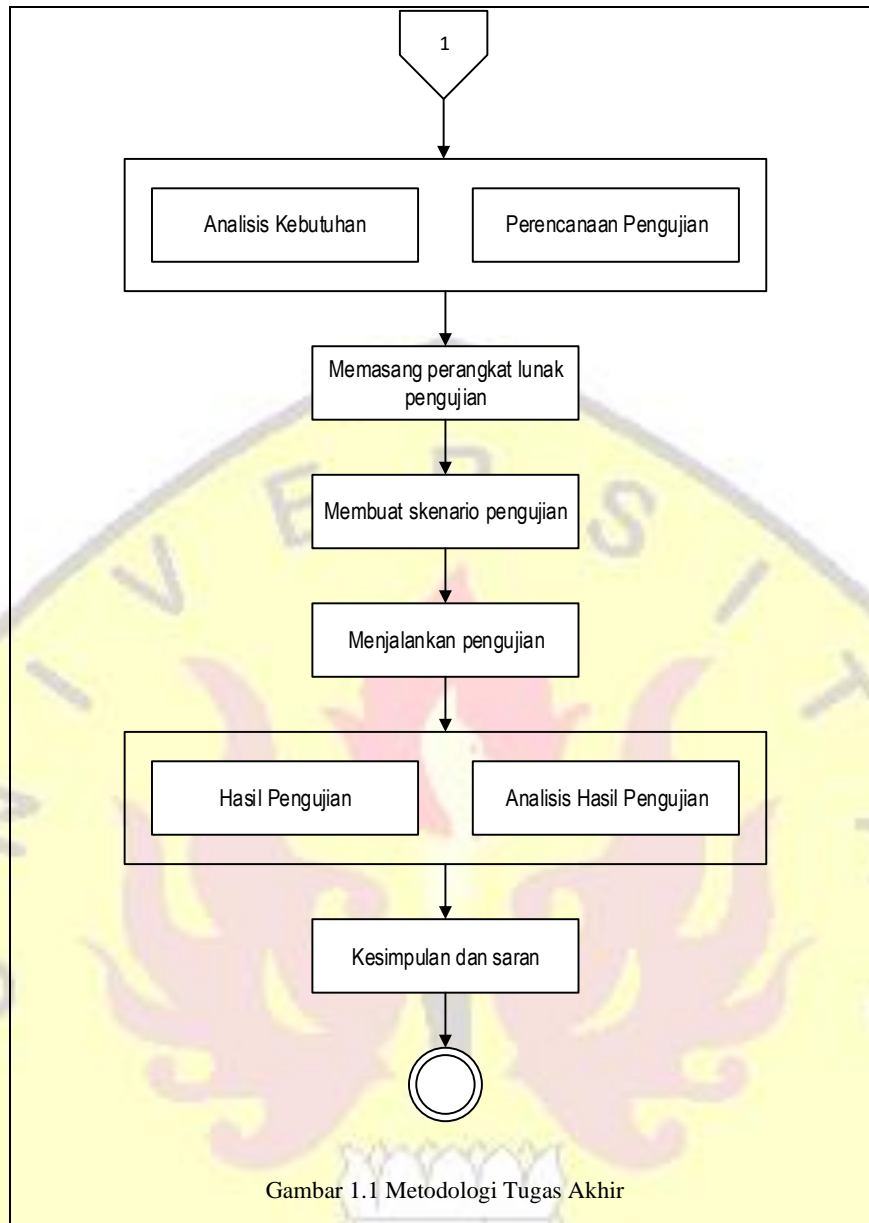 1
Analisis Kebutuhan
Perencanaan Pengujian
Memasang perangkat lunak
pengujian
Membuat skenario pengujian
Menjalankan pengujian
Hasil Pengujian
Analisis Hasil Pengujian
Kesimpulan dan saran
Gambar 1.1 Metodologi Tugas Akhir